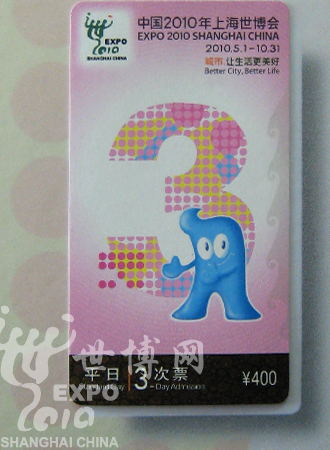 EXPO
2010
SHANGHAI CHINA
中国2010年上海世博会
EXPO 2010 SHANGHAI CHINA
2010.5.1-10.31
城市,让生活更美好
Better City, Better Life
3
平日 3次票
Standard Day 3-Day Admission
¥400
世博网
EXPO
2010
SHANGHAI CHINA